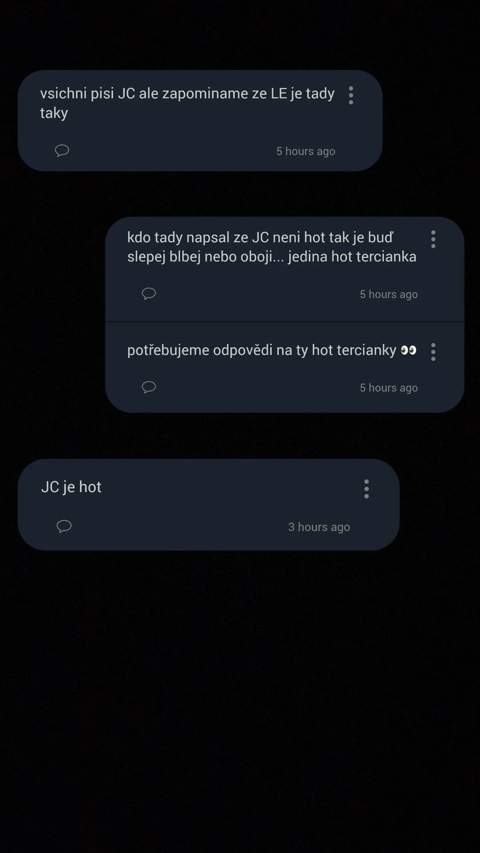 vsichni pisi JC ale zapominame ze LE je tady
taky
5 hours ago
kdo tady napsal ze JC neni hot tak je buď
slepej blbej nebo oboji... jedina hot tercianka
5 hours ago
potřebujeme odpovědi na ty hot tercianky 👀
5 hours ago
JC je hot
3 hours ago